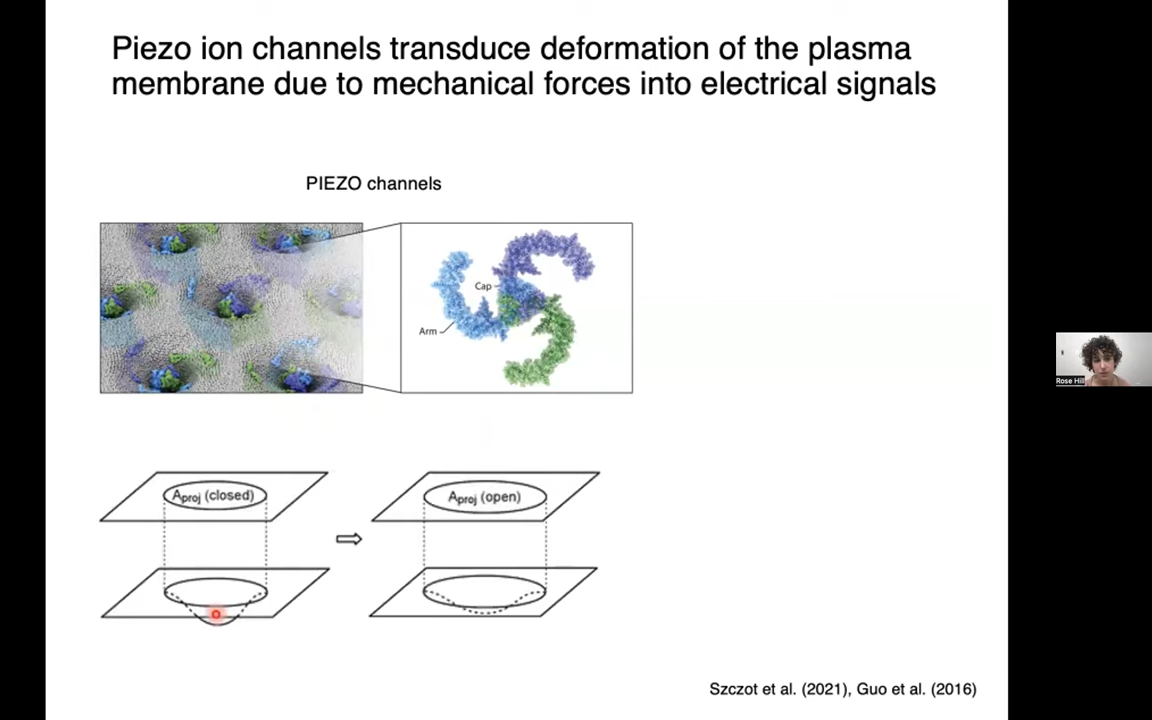 Piezo ion channels transduce deformation of the plasma
membrane due to mechanical forces into electrical signals
PIEZO channels
Cap
Arm
Aproj (closed)
Aproj (open)
Rose Hill
Szczot et al. (2021), Guo et al. (2016)